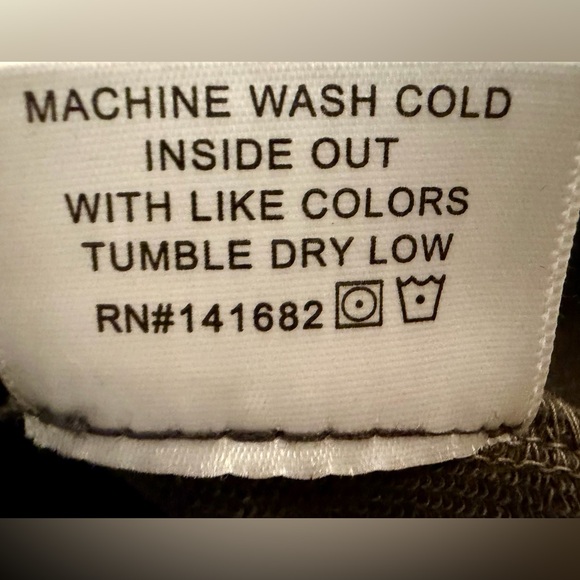 MACHINE WASH COLD
INSIDE OUT
WITH LIKE COLORS
TUMBLE DRY LOW
RN#141682